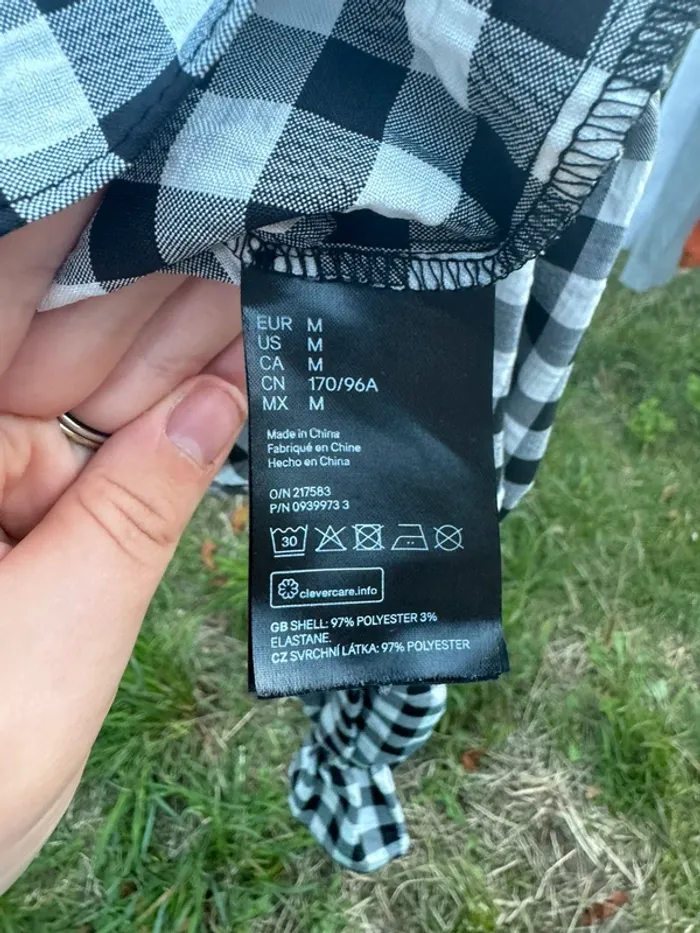 EUR M
US M
CA M
CN 170/96A
MX M
Made in China
Fabriqué en Chine
Hecho en China
O/N 217583
P/N 0939973 3
30
clevercare.info
GB SHELL: 97% POLYESTER 3%
ELASTANE.
CZ SVRCHNÍ LÁTKA: 97% POLYESTER